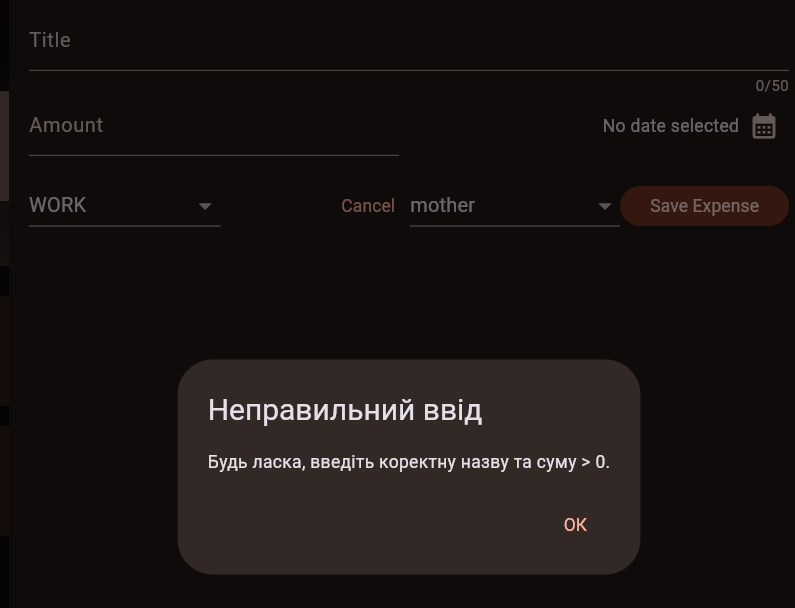 Title
0/50
Amount
No date selected
WORK
Cancel
mother
Save Expense
Неправильний ввід
Будь ласка, введіть коректну назву та суму > 0.
OK